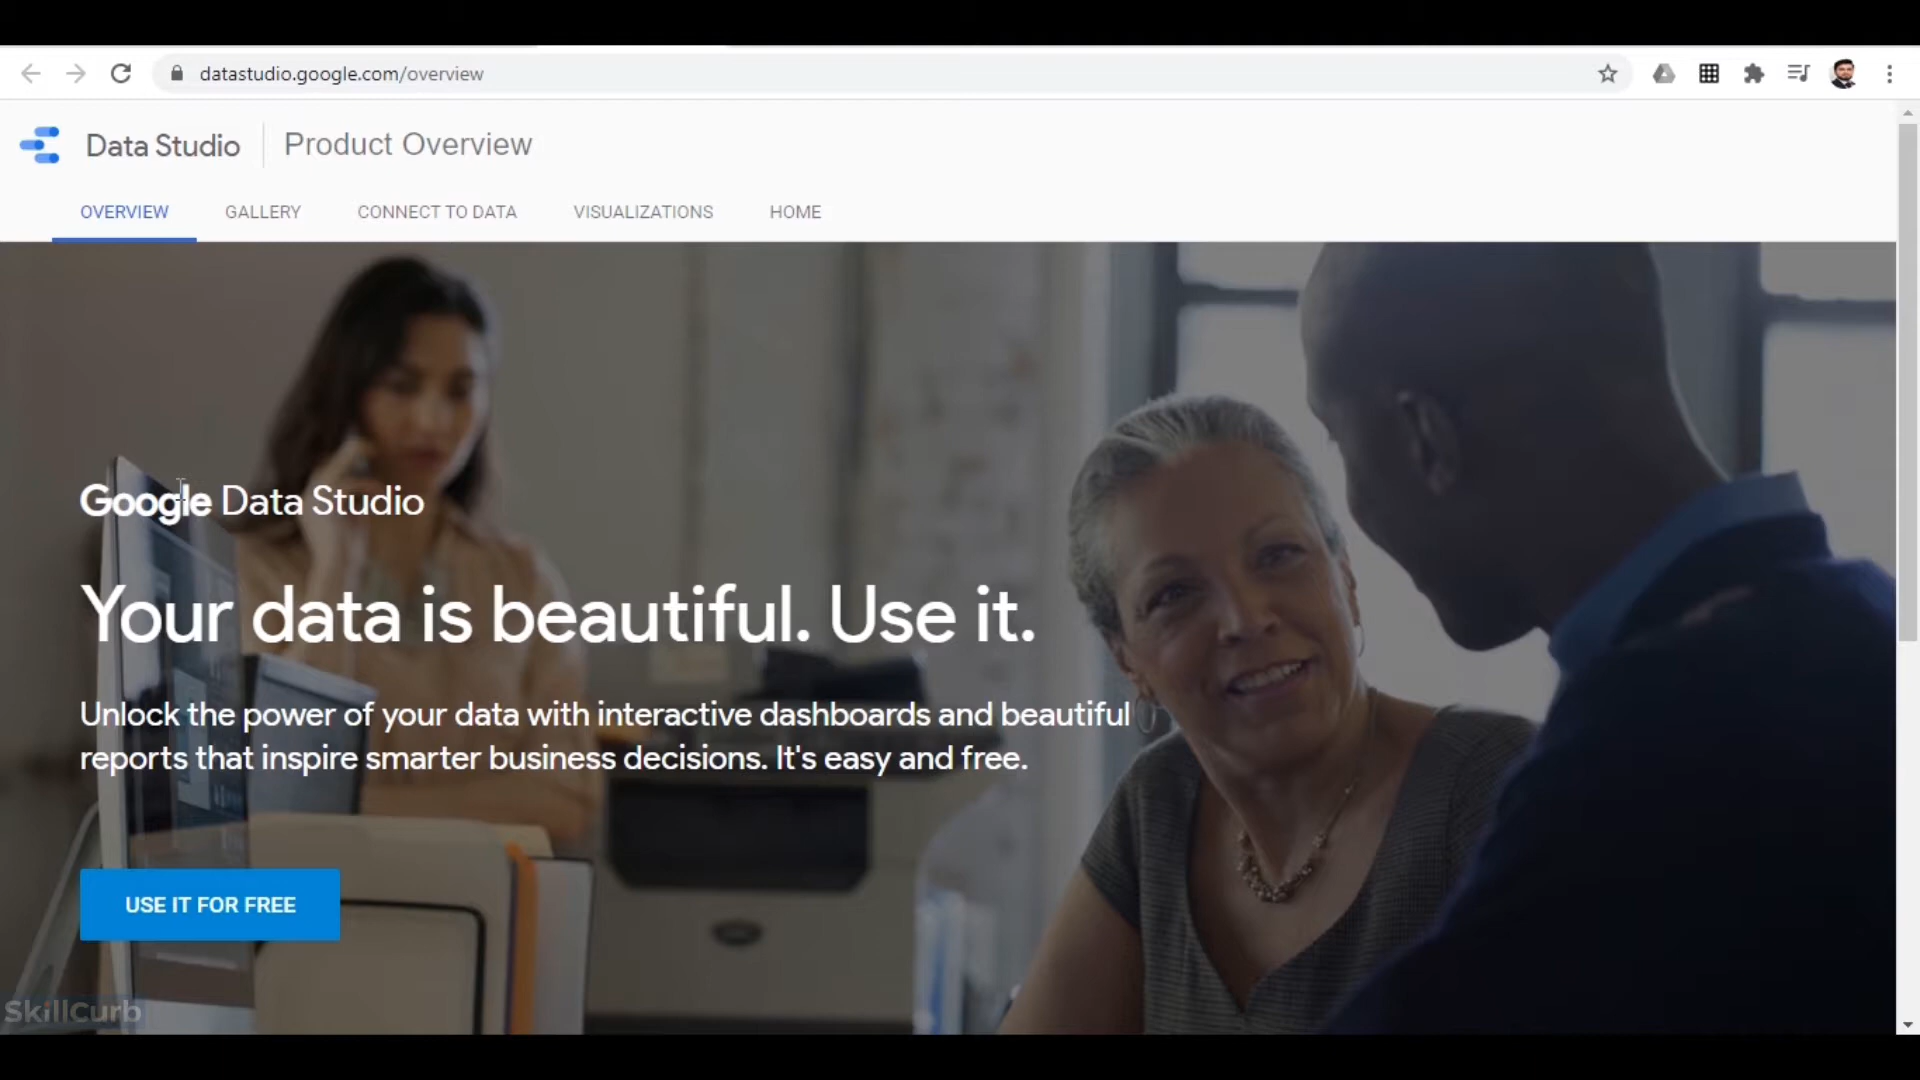 datastudio.google.com/overview
Data Studio
Product Overview
OVERVIEW
GALLERY
CONNECT TO DATA
VISUALIZATIONS
HOME
Google Data Studio
Your data is beautiful. Use it.
Unlock the power of your data with interactive dashboards and beautiful
reports that inspire smarter business decisions. It's easy and free.
USE IT FOR FREE
SkillCurb